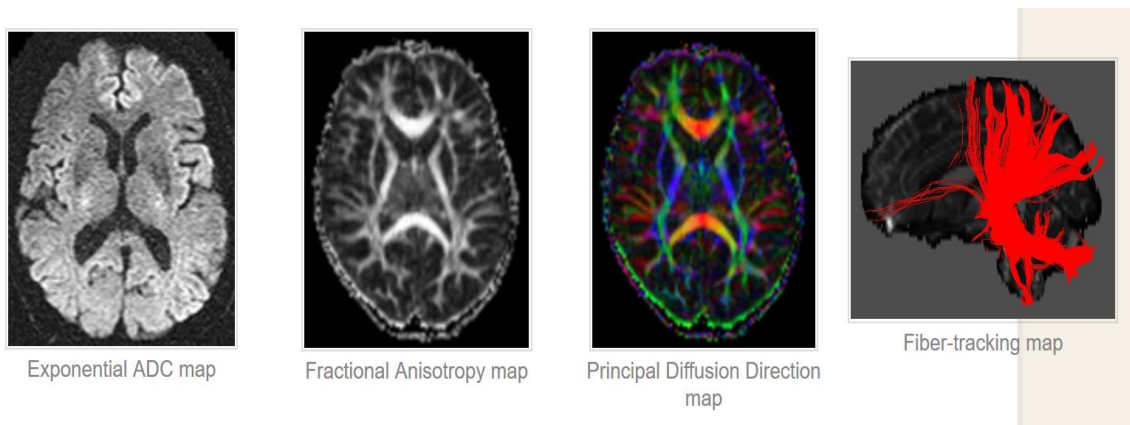 Exponential ADC map
Fractional Anisotropy map
Principal Diffusion Direction
map
Fiber-tracking map